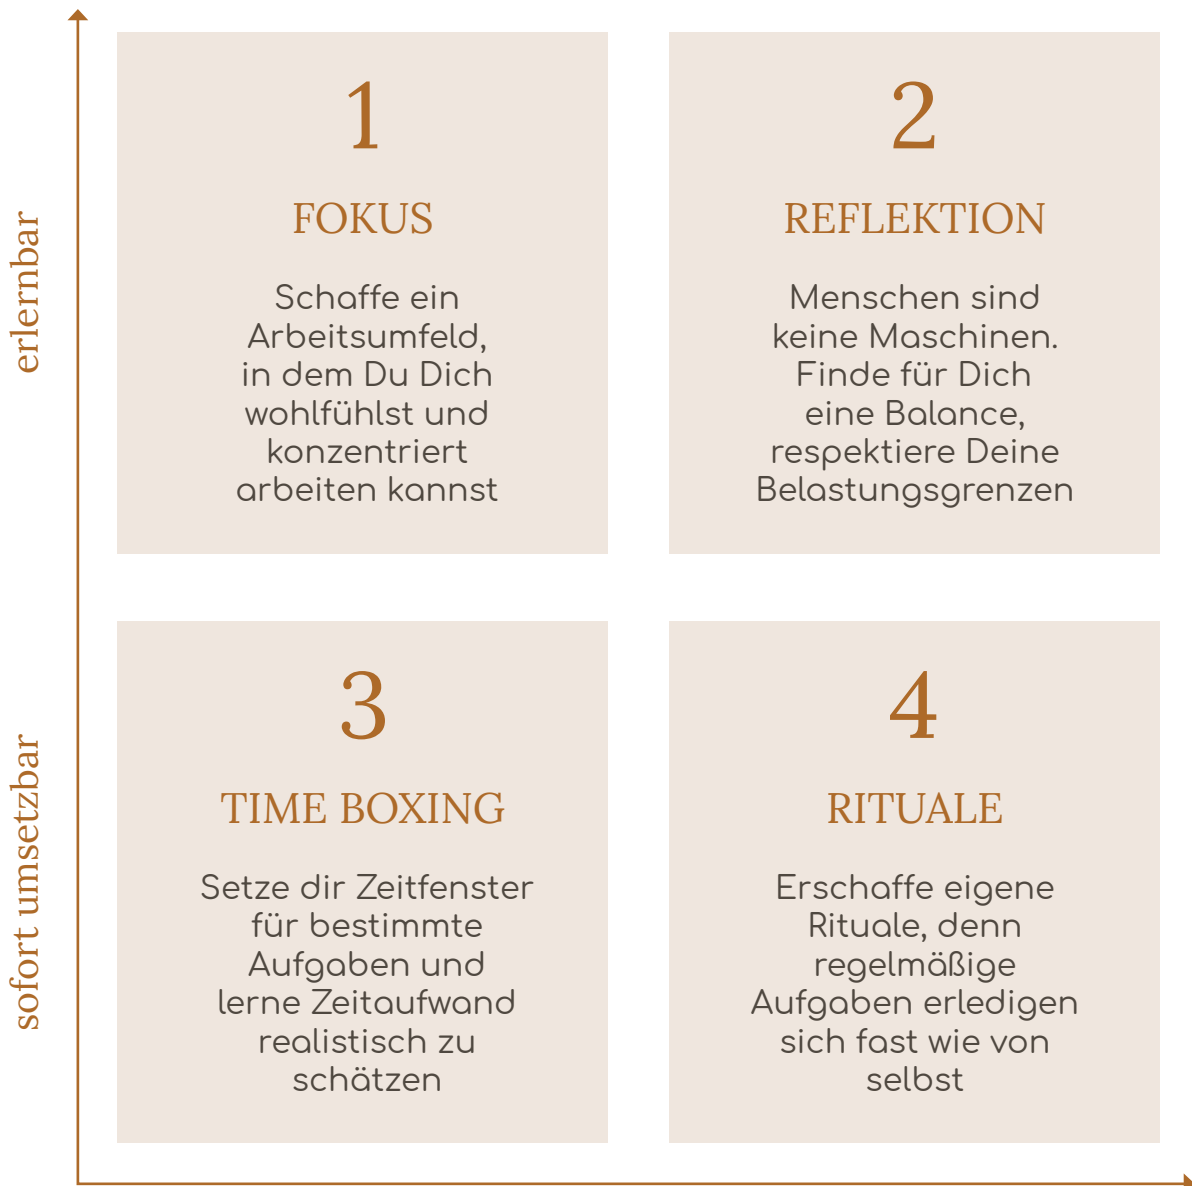 erlernbar
1
FOKUS
Schaffe ein
Arbeitsumfeld,
in dem Du Dich
wohlfühlst und
konzentriert
arbeiten kannst
2
REFLEKTION
Menschen sind
keine Maschinen.
Finde für Dich
eine Balance,
respektiere Deine
Belastungsgrenzen
sofort umsetzbar
3
TIME BOXING
Setze dir Zeitfenster
für bestimmte
Aufgaben und
lerne Zeitaufwand
realistisch zu
schätzen
4
RITUALE
Erschaffe eigene
Rituale, denn
regelmäßige
Aufgaben erledigen
sich fast wie von
selbst